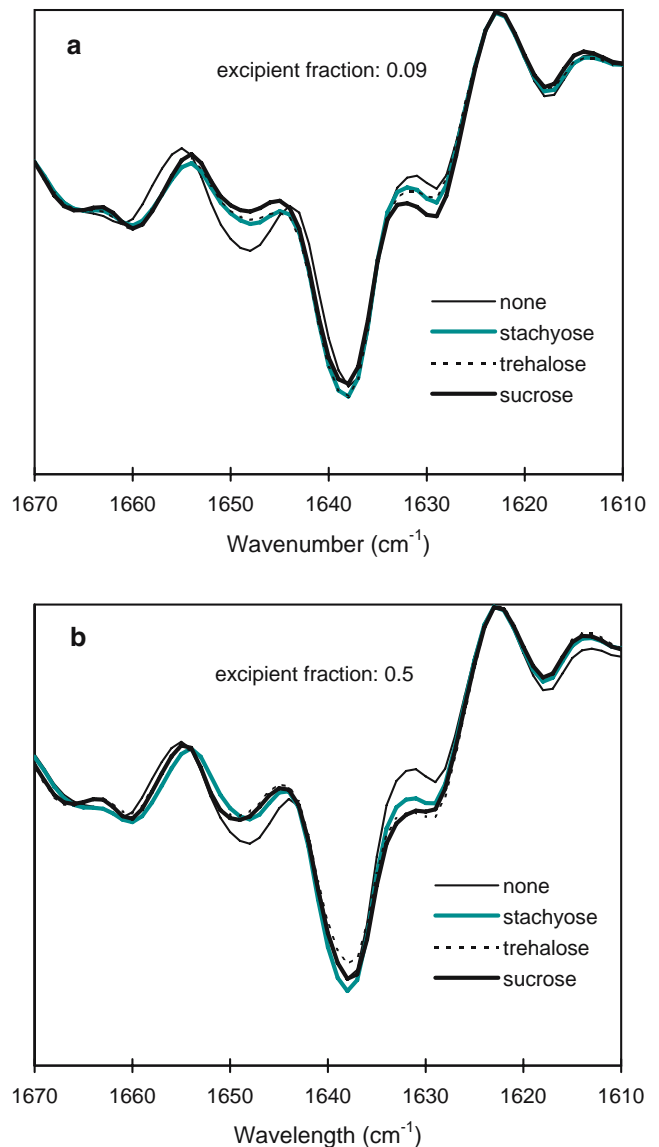 a
excipient fraction: 0.09
none
stachyose
trehalose
sucrose
1670 1660 1650 1640 1630 1620 1610
Wavenumber (cm-1)
b
excipient fraction: 0.5
none
stachyose
trehalose
sucrose
1670 1660 1650 1640 1630 1620 1610
Wavelength (cm-1)